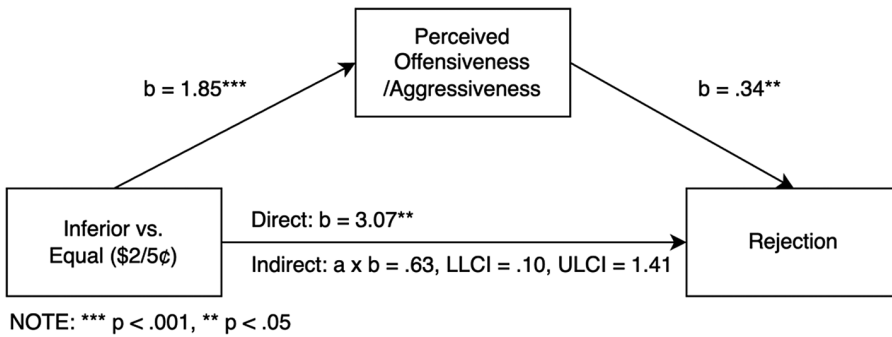 Perceived
Offensiveness
/Aggressiveness
b = 1.85***
b = .34**
Inferior vs.
Equal ($2/5¢)
Direct: b = 3.07**
Indirect: a x b = .63, LLCI = .10, ULCI = 1.41
Rejection
NOTE: *** p < .001, ** p < .05